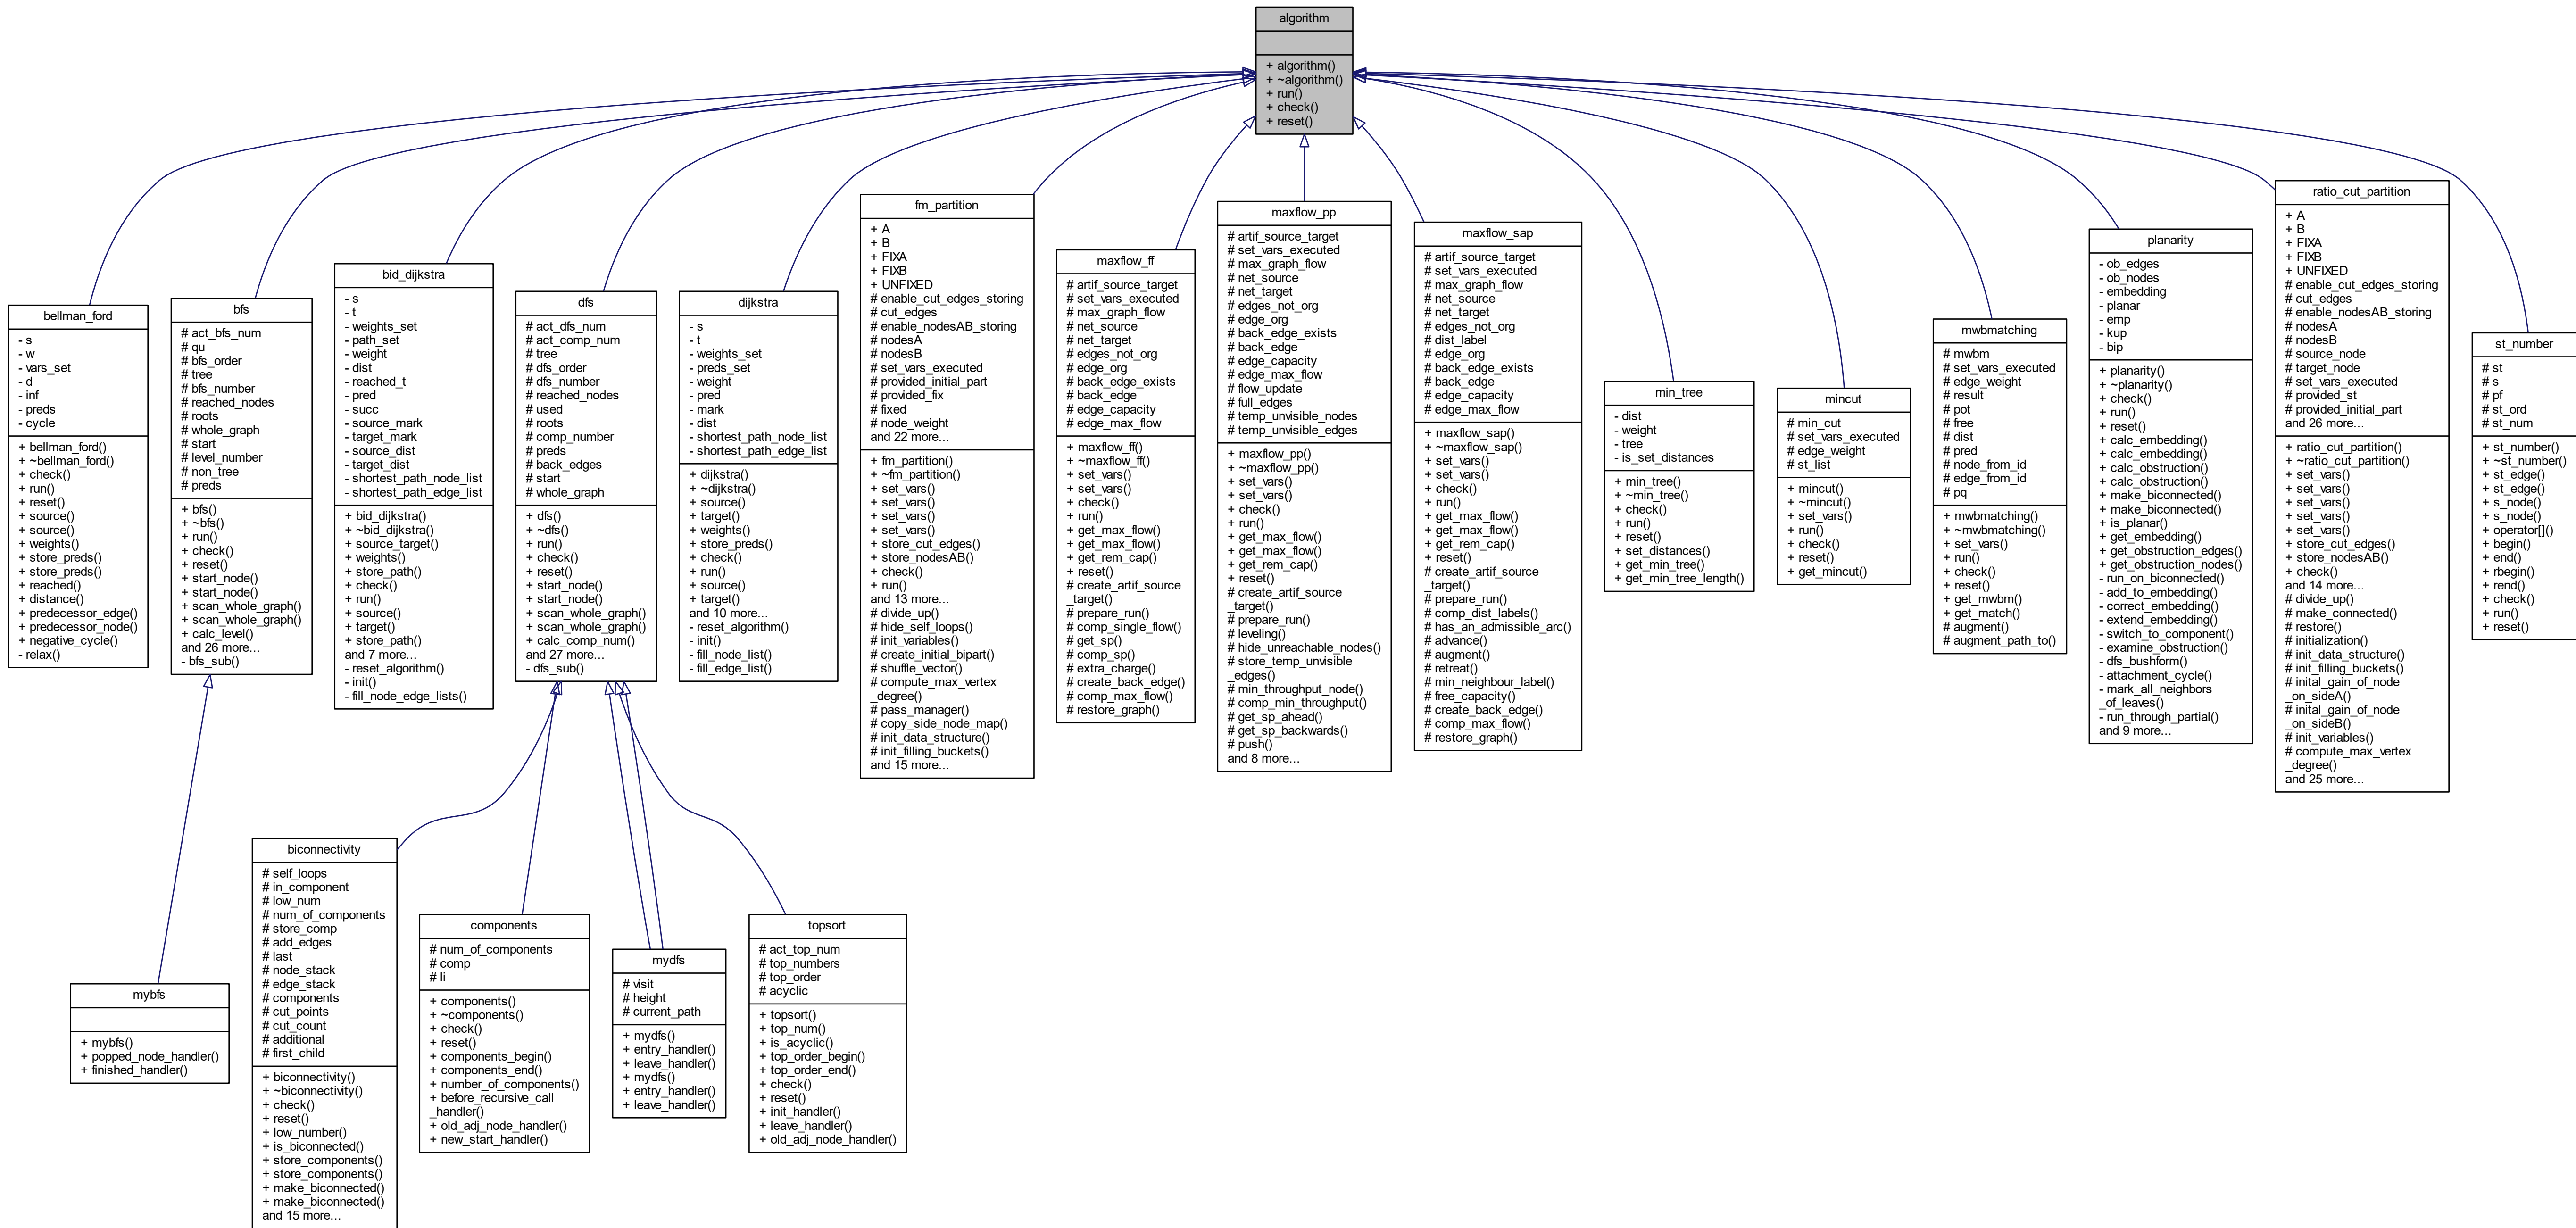 algorithm
+ algorithm()
+ ~algorithm()
+ run()
+ check()
+ reset()
bellman_ford
- s
- w
- vars_set
- d
- inf
- preds
- cycle
+ bellman_ford()
+ ~bellman_ford()
+ check()
+ run()
+ reset()
+ source()
+ source()
+ weights()
+ store_preds()
+ store_preds()
+ reached()
+ distance()
+ predecessor_edge()
+ predecessor_node()
+ negative_cycle()
- relax()
bfs
# act_bfs_num
# qu
# bfs_order
# tree
# bfs_number
# reached_nodes
# roots
# whole_graph
# start
# level_number
# non_tree
# preds
+ bfs()
+ ~bfs()
+ run()
+ check()
+ reset()
+ start_node()
+ start_node()
+ scan_whole_graph()
+ scan_whole_graph()
+ calc_level()
and 26 more...
- bfs_sub()
bid_dijkstra
- s
- t
- weights_set
- path_set
- weight
- dist
- reached_t
- pred
- succ
- source_mark
- target_mark
- source_dist
- target_dist
- shortest_path_node_list
- shortest_path_edge_list
+ bid_dijkstra()
+ ~bid_dijkstra()
+ source_target()
+ weights()
+ store_path()
+ check()
+ run()
+ source()
+ target()
+ store_path()
and 7 more...
- reset_algorithm()
- init()
- fill_node_edge_lists()
dfs
# act_dfs_num
# act_comp_num
# tree
# dfs_order
# dfs_number
# reached_nodes
# used
# roots
# comp_number
# preds
# back_edges
# start
# whole_graph
+ dfs()
+ ~dfs()
+ run()
+ check()
+ reset()
+ start_node()
+ start_node()
+ scan_whole_graph()
+ scan_whole_graph()
+ calc_comp_num()
and 27 more...
- dfs_sub()
dijkstra
- s
- t
- weights_set
- preds_set
- weight
- pred
- mark
- dist
- shortest_path_node_list
- shortest_path_edge_list
+ dijkstra()
+ ~dijkstra()
+ source()
+ target()
+ weights()
+ store_preds()
+ check()
+ run()
+ source()
+ target()
and 10 more...
- reset_algorithm()
- init()
- fill_node_list()
- fill_edge_list()
fm_partition
+ A
+ B
+ FIXA
+ FIXB
+ UNFIXED
# enable_cut_edges_storing
# cut_edges
# enable_nodesAB_storing
# nodesA
# nodesB
# set_vars_executed
# provided_initial_part
# provided_fix
# fixed
# node_weight
and 22 more...
+ fm_partition()
+ ~fm_partition()
+ set_vars()
+ set_vars()
+ set_vars()
+ set_vars()
+ store_cut_edges()
+ store_nodesAB()
+ check()
+ run()
and 13 more...
# divide_up()
# hide_self_loops()
# init_variables()
# create_initial_bipart()
# shuffle_vector()
# compute_max_vertex
_degree()
# pass_manager()
# copy_side_node_map()
# init_data_structure()
# init_filling_buckets()
and 15 more...
maxflow_ff
# artif_source_target
# set_vars_executed
# max_graph_flow
# net_source
# net_target
# edges_not_org
# edge_org
# back_edge_exists
# back_edge
# edge_capacity
# edge_max_flow
+ maxflow_ff()
+ ~maxflow_ff()
+ set_vars()
+ set_vars()
+ check()
+ run()
+ get_max_flow()
+ get_max_flow()
+ get_rem_cap()
+ reset()
# create_artif_source
_target()
# prepare_run()
# comp_single_flow()
# get_sp()
# comp_sp()
# extra_charge()
# create_back_edge()
# comp_max_flow()
# restore_graph()
maxflow_pp
# artif_source_target
# set_vars_executed
# max_graph_flow
# net_source
# net_target
# edges_not_org
# edge_org
# back_edge_exists
# back_edge
# edge_capacity
# edge_max_flow
# flow_update
# full_edges
# temp_unvisible_nodes
# temp_unvisible_edges
+ maxflow_pp()
+ ~maxflow_pp()
+ set_vars()
+ set_vars()
+ check()
+ run()
+ get_max_flow()
+ get_max_flow()
+ get_rem_cap()
+ reset()
# create_artif_source
_target()
# prepare_run()
# leveling()
# hide_unreachable_nodes()
# store_temp_unvisible
_edges()
# min_throughput_node()
# comp_min_throughput()
# get_sp_ahead()
# get_sp_backwards()
# push()
and 8 more...
maxflow_sap
# artif_source_target
# set_vars_executed
# max_graph_flow
# net_source
# net_target
# edges_not_org
# dist_label
# edge_org
# back_edge_exists
# back_edge
# edge_capacity
# edge_max_flow
+ maxflow_sap()
+ ~maxflow_sap()
+ set_vars()
+ set_vars()
+ check()
+ run()
+ get_max_flow()
+ get_max_flow()
+ get_rem_cap()
+ reset()
# create_artif_source
_target()
# prepare_run()
# comp_dist_labels()
# has_an_admissible_arc()
# advance()
# augment()
# retreat()
# min_neighbour_label()
# free_capacity()
# create_back_edge()
# comp_max_flow()
# restore_graph()
min_tree
- dist
- weight
- tree
- is_set_distances
+ min_tree()
+ ~min_tree()
+ check()
+ run()
+ reset()
+ set_distances()
+ get_min_tree()
+ get_min_tree_length()
mincut
# min_cut
# set_vars_executed
# edge_weight
# st_list
+ mincut()
+ ~mincut()
+ set_vars()
+ run()
+ check()
+ reset()
+ get_mincut()
mwbmatching
# mwbm
# set_vars_executed
# edge_weight
# result
# pot
# free
# dist
# pred
# node_from_id
# edge_from_id
# pq
+ mwbmatching()
+ ~mwbmatching()
+ set_vars()
+ run()
+ check()
+ reset()
+ get_mwbm()
+ get_match()
# augment()
# augment_path_to()
planarity
- ob_edges
- ob_nodes
- embedding
- planar
- emp
- kup
- bip
+ planarity()
+ ~planarity()
+ check()
+ run()
+ reset()
+ calc_embedding()
+ calc_embedding()
+ calc_obstruction()
+ calc_obstruction()
+ make_biconnected()
+ make_biconnected()
+ is_planar()
+ get_embedding()
+ get_obstruction_edges()
+ get_obstruction_nodes()
- run_on_biconnected()
- add_to_embedding()
- correct_embedding()
- extend_embedding()
- switch_to_component()
- examine_obstruction()
- dfs_bushform()
- attachment_cycle()
- mark_all_neighbors
_of_leaves()
- run_through_partial()
and 9 more...
ratio_cut_partition
+ A
+ B
+ FIXA
+ FIXB
+ UNFIXED
# enable_cut_edges_storing
# cut_edges
# enable_nodesAB_storing
# nodesA
# nodesB
# source_node
# target_node
# set_vars_executed
# provided_st
# provided_initial_part
and 26 more...
+ ratio_cut_partition()
+ ~ratio_cut_partition()
+ set_vars()
+ set_vars()
+ set_vars()
+ set_vars()
+ set_vars()
+ store_cut_edges()
+ store_nodesAB()
+ check()
and 14 more...
# divide_up()
# make_connected()
# restore()
# initialization()
# init_data_structure()
# init_filling_buckets()
# inital_gain_of_node
_on_sideA()
# inital_gain_of_node
_on_sideB()
# init_variables()
# compute_max_vertex
_degree()
and 25 more...
st_number
# st
# s
# pf
# st_ord
# st_num
+ st_number()
+ ~st_number()
+ st_edge()
+ st_edge()
+ s_node()
+ s_node()
+ operator[]()
+ begin()
+ end()
+ rbegin()
+ rend()
+ check()
+ run()
+ reset()
mybfs
+ mybfs()
+ popped_node_handler()
+ finished_handler()
biconnectivity
# self_loops
# in_component
# low_num
# num_of_components
# store_comp
# add_edges
# last
# node_stack
# edge_stack
# components
# cut_points
# cut_count
# additional
# first_child
+ biconnectivity()
+ ~biconnectivity()
+ check()
+ reset()
+ low_number()
+ is_biconnected()
+ store_components()
+ store_components()
+ make_biconnected()
+ make_biconnected()
and 15 more...
components
# num_of_components
# comp
# li
+ components()
+ ~components()
+ check()
+ reset()
+ components_begin()
+ components_end()
+ number_of_components()
+ before_recursive_call
_handler()
+ old_adj_node_handler()
+ new_start_handler()
mydfs
# visit
# height
# current_path
+ mydfs()
+ entry_handler()
+ leave_handler()
+ mydfs()
+ entry_handler()
+ leave_handler()
topsort
# act_top_num
# top_numbers
# top_order
# acyclic
+ topsort()
+ top_num()
+ is_acyclic()
+ top_order_begin()
+ top_order_end()
+ check()
+ reset()
+ init_handler()
+ leave_handler()
+ old_adj_node_handler()